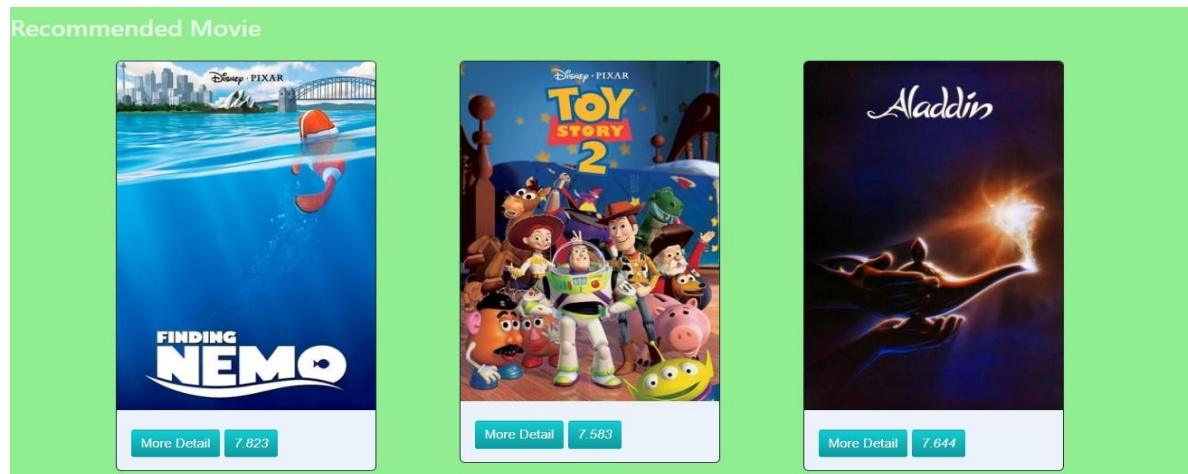 Recommended Movie
Disney · PIXAR
FINDING
NEMO
More Detail 7.823
Disney · PIXAR
TOY
STORY
2
More Detail 7.583
Aladdin
More Detail 7.644